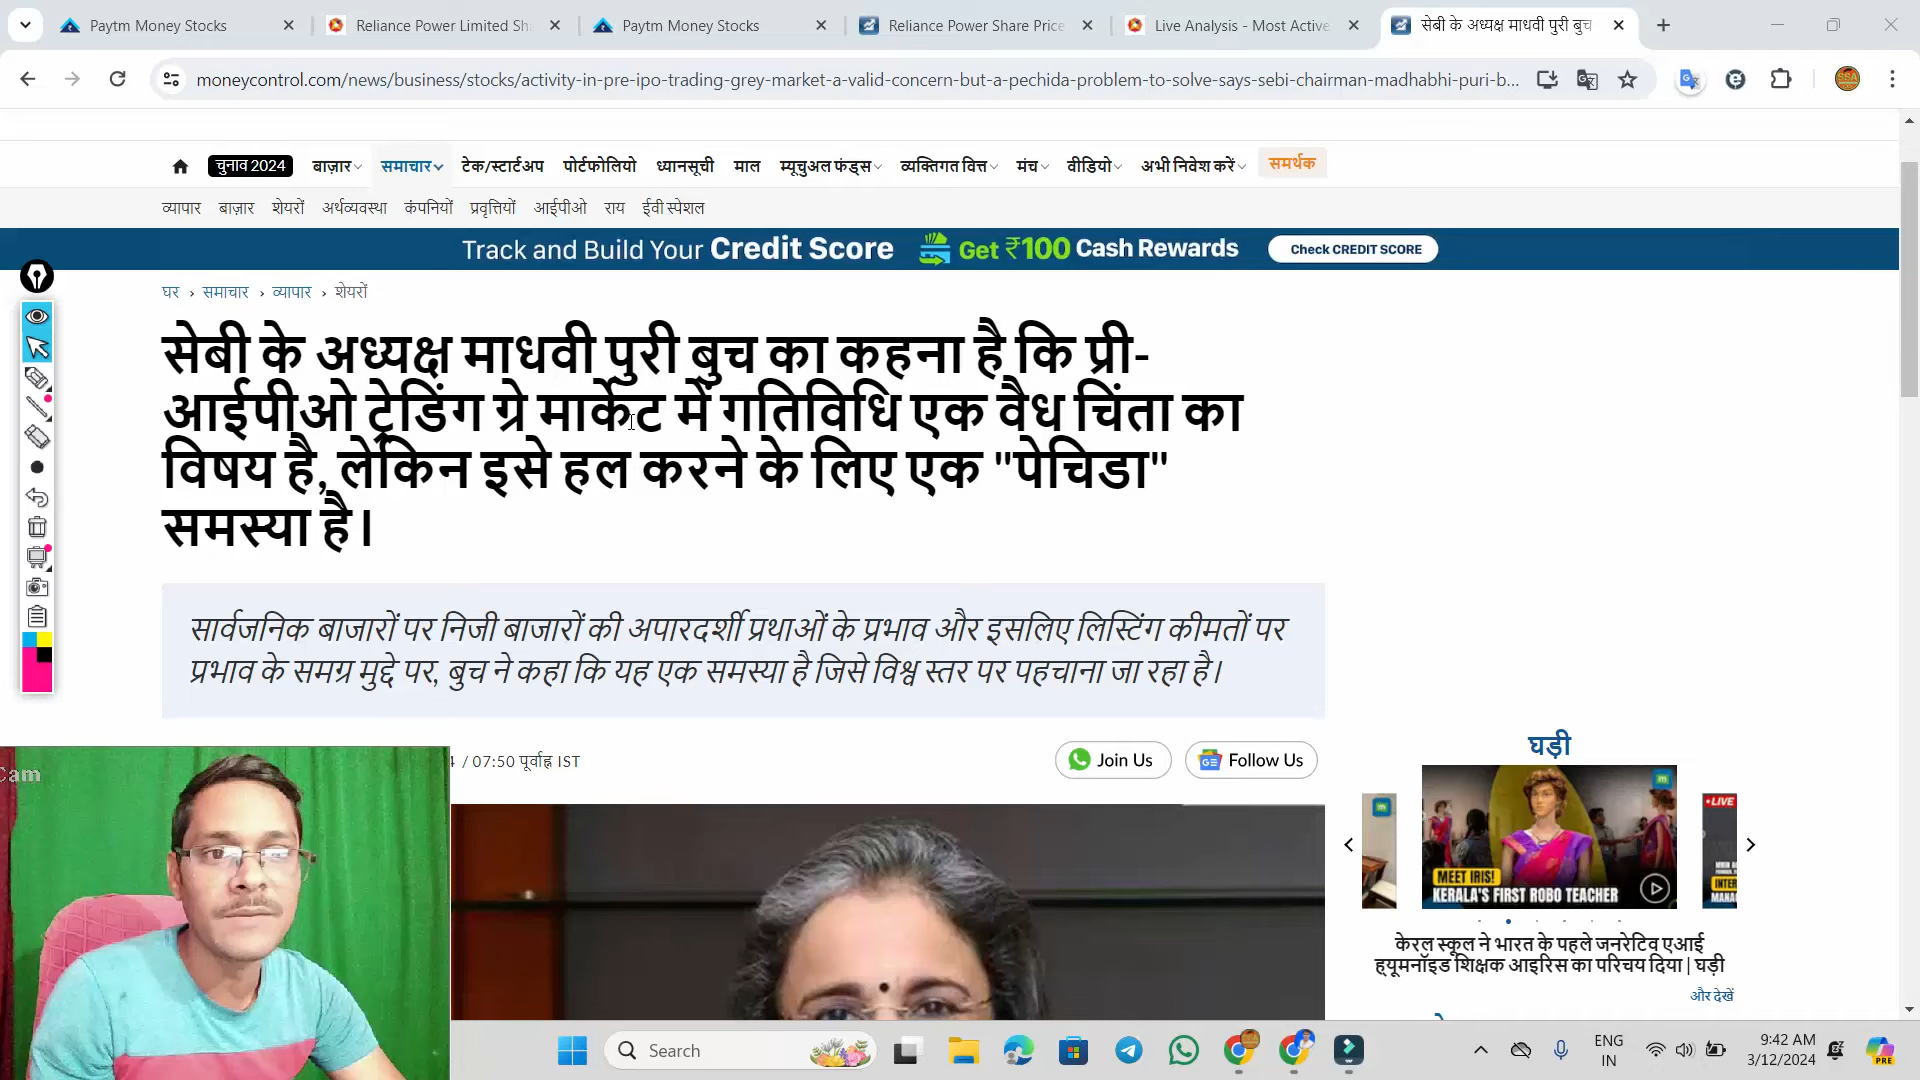 Paytm Money Stocks
Reliance Power Limited Sh
Paytm Money Stocks
Reliance Power Share Price
Live Analysis - Most Active
सेबी के अध्यक्ष माधवी पुरी बुच
moneycontrol.com/news/business/stocks/activity-in-pre-ipo-trading-grey-market-a-valid-concern-but-a-pechida-problem-to-solve-says-sebi-chairman-madhabhi-puri-b...
चुनाव 2024 बाज़ार समाचार टेक/स्टार्टअप पोर्टफोलियो ध्यानसूची माल म्यूचुअल फंड्स व्यक्तिगत वित्त मंच वीडियो अभी निवेश करें समर्थक
व्यापार बाज़ार शेयरों अर्थव्यवस्था कंपनियों प्रवृत्तियों आईपीओ राय ईवी स्पेशल
Track and Build Your Credit Score Get ₹100 Cash Rewards Check CREDIT SCORE
घर › समाचार › व्यापार › शेयरों
सेबी के अध्यक्ष माधवी पुरी बुच का कहना है कि प्री-
आईपीओ ट्रेडिंग ग्रे मार्केट में गतिविधि एक वैध चिंता का
विषय है, लेकिन इसे हल करने के लिए एक "पेचिडा"
समस्या है।
सार्वजनिक बाजारों पर निजी बाजारों की अपारदर्शी प्रथाओं के प्रभाव और इसलिए लिस्टिंग कीमतों पर
प्रभाव के समग्र मुद्दे पर, बुच ने कहा कि यह एक समस्या है जिसे विश्व स्तर पर पहचाना जा रहा है।
/ 07:50 पूर्वाह्न IST
Join Us
Follow Us
घड़ी
MEET IRIS!
KERALA'S FIRST ROBO TEACHER
LIVE
केरल स्कूल ने भारत के पहले जनरेटिव एआई
ह्यूमनॉइड शिक्षक आइरिस का परिचय दिया | घड़ी
और देखें
Cam
Search
ENG
IN
9:42 AM
3/12/2024
PRE